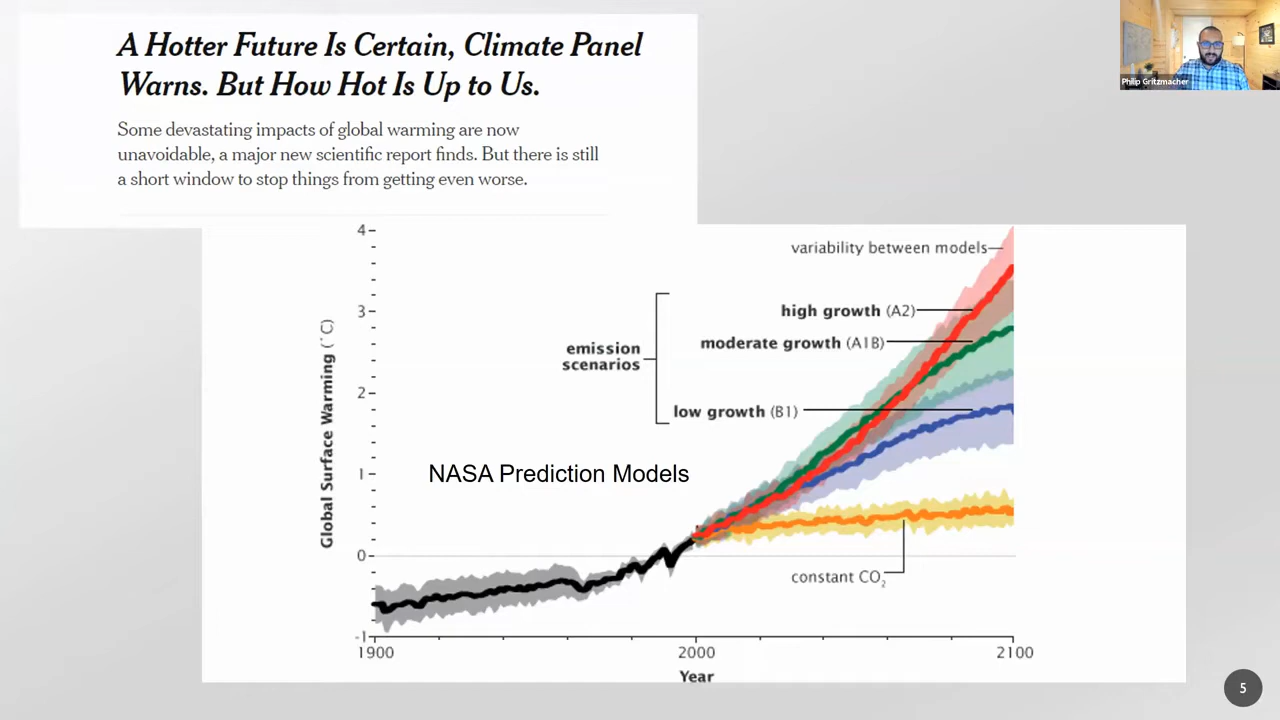 A Hotter Future Is Certain, Climate Panel
Warns. But How Hot Is Up to Us.
Some devastating impacts of global warming are now
unavoidable, a major new scientific report finds. But there is still
a short window to stop things from getting even worse.
Philip Gritzmacher
4
variability between models
3
high growth (A2)
moderate growth (A1B)
emission
scenarios
2
low growth (B1)
Global Surface Warming (°C)
1
NASA Prediction Models
0
constant CO₂
-1
1900
2000
2100
Year
5